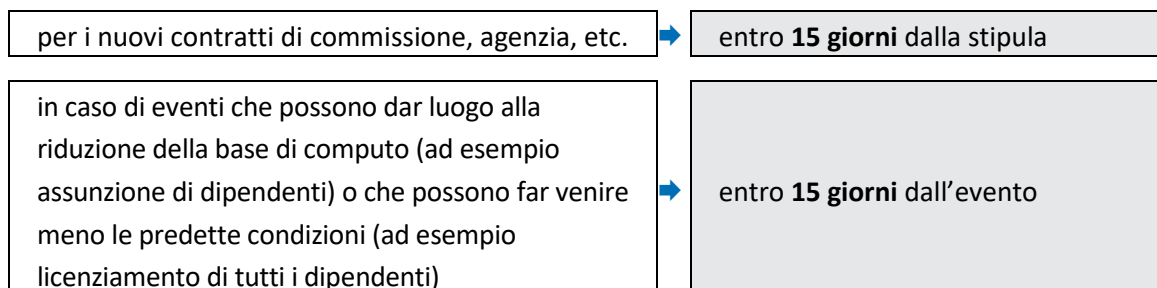 per i nuovi contratti di commissione, agenzia, etc.
entro 15 giorni dalla stipula
in caso di eventi che possono dar luogo alla
riduzione della base di computo (ad esempio
assunzione di dipendenti) o che possono far venire
meno le predette condizioni (ad esempio
licenziamento di tutti i dipendenti)
entro 15 giorni dall’evento